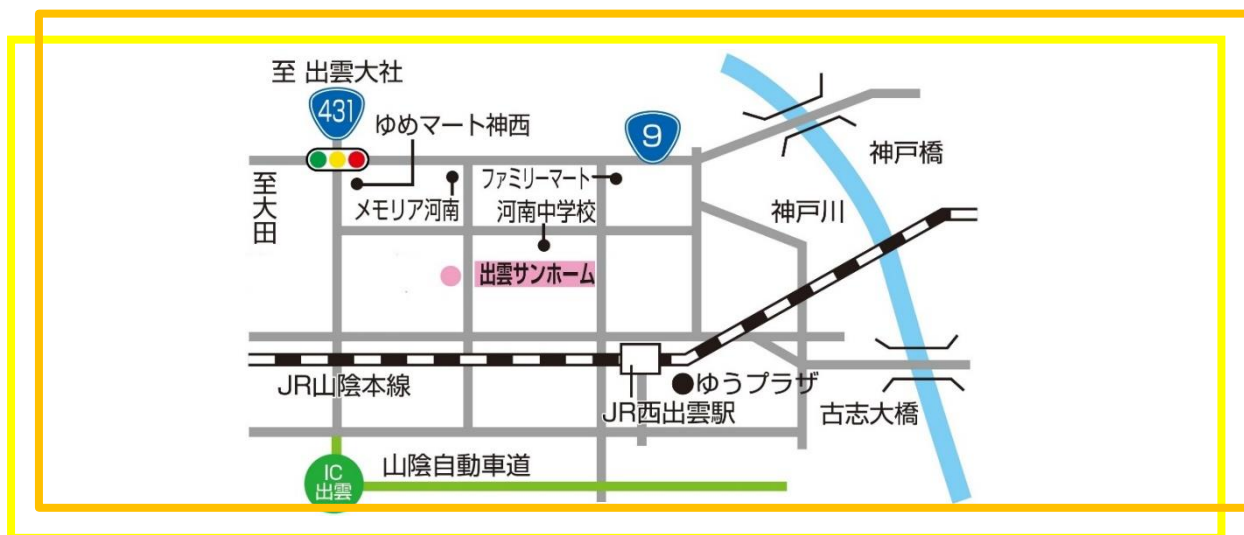 至 出雲大社
431
ゆめマート神西
9
神戸橋
至大田
メモリア河南
ファミリーマート
河南中学校
神戸川
出雲サンホーム
JR山陰本線
ゆうプラザ
JR西出雲駅
古志大橋
IC
出雲
山陰自動車道